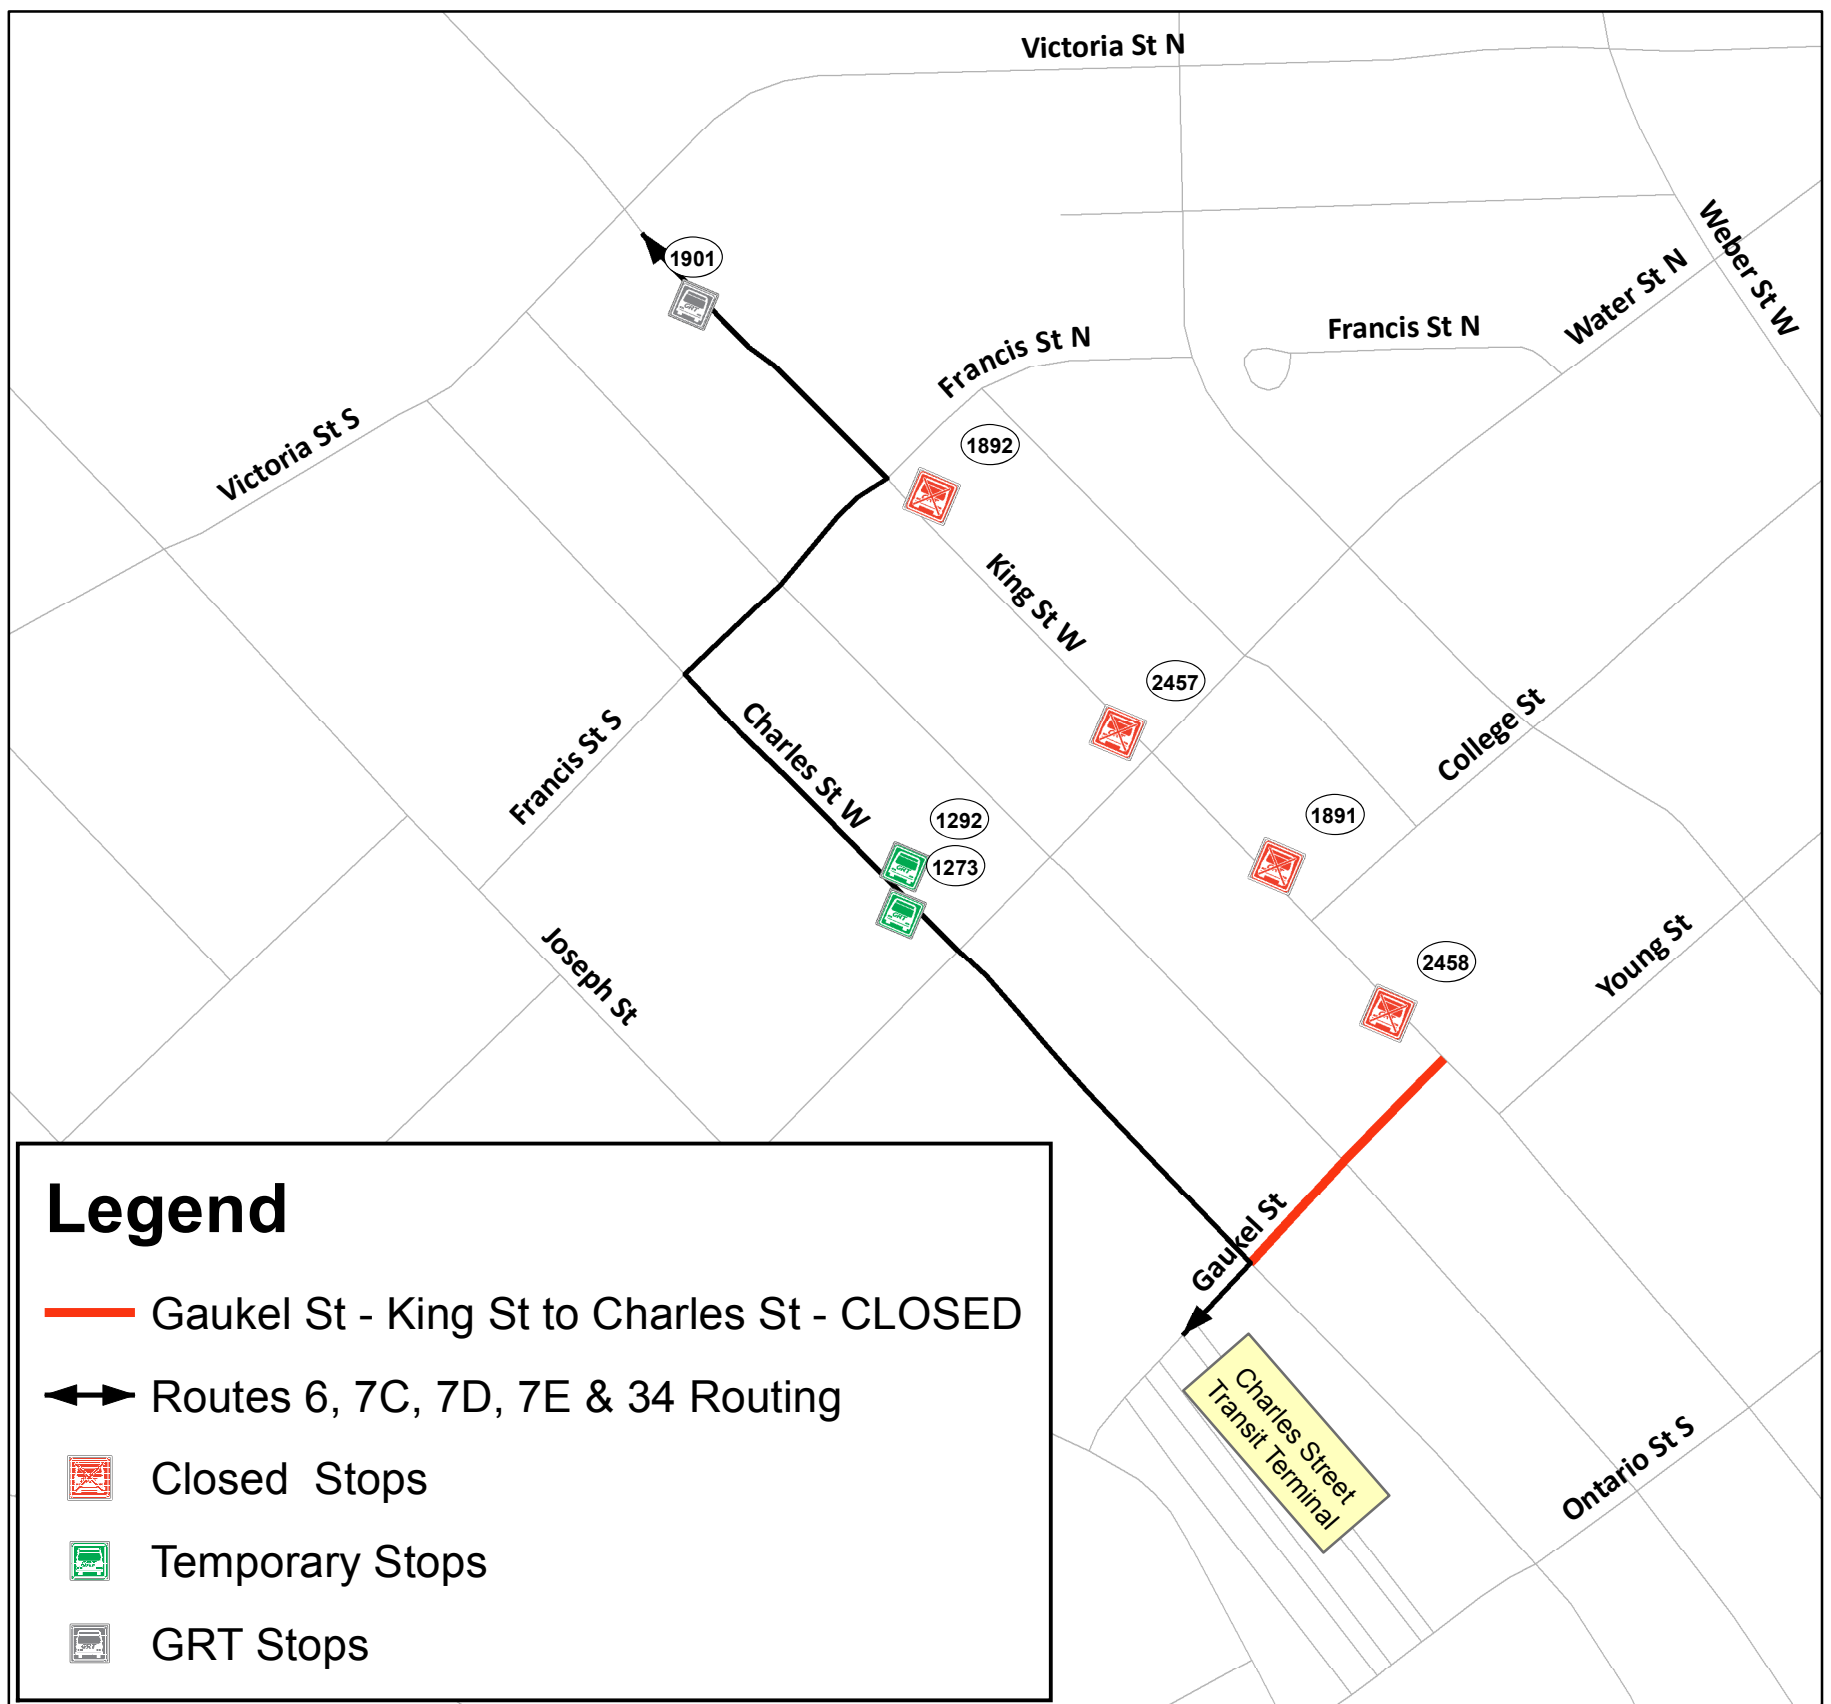 Victoria St N
1901
Weber St W
Water St N
Francis St N
Francis St N
Victoria St S
1892
King St W
2457
College St
Francis St S
Charles St W
1292
1273
1891
Joseph St
2458
Young St
Gaukel St
Charles Street
Transit Terminal
Ontario St S
Legend
Gaukel St - King St to Charles St - CLOSED
Routes 6, 7C, 7D, 7E & 34 Routing
Closed  Stops
Temporary Stops
GRT Stops